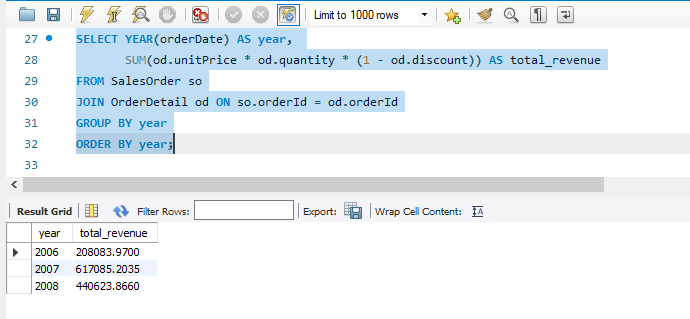 Limit to 1000 rows
27 SELECT YEAR(orderDate) AS year,
28 SUM(od.unitPrice * od.quantity * (1 - od.discount)) AS total_revenue
29 FROM SalesOrder so
30 JOIN OrderDetail od ON so.orderId = od.orderId
31 GROUP BY year
32 ORDER BY year;
33
Result Grid Filter Rows: Export: Wrap Cell Content: IA
year total_revenue
2006 208083.9700
2007 617085.2035
2008 440623.8660